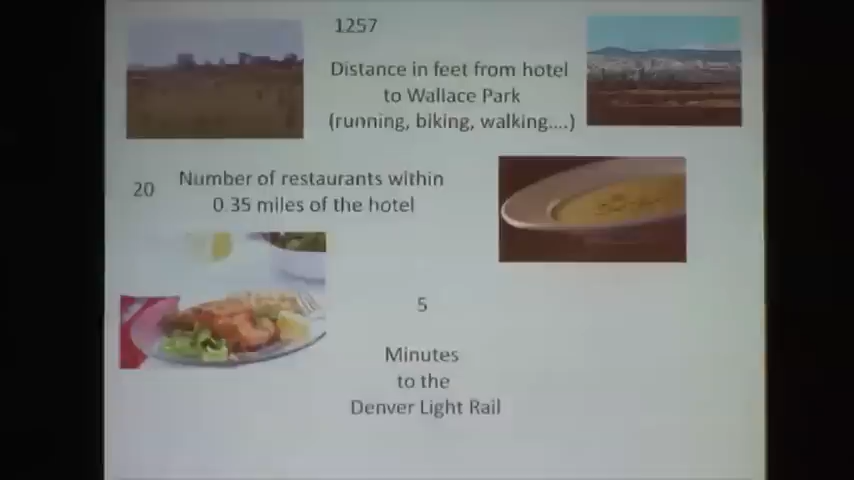 1257
Distance in feet from hotel
to Wallace Park
(running, biking, walking....)
20
Number of restaurants within
0.35 miles of the hotel
5
Minutes
to the
Denver Light Rail